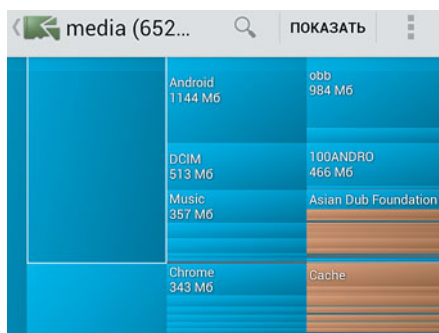 media (652...
ПОКАЗАТЬ
Android
1144 Мб
obb
984 Мб
DCIM
513 Мб
100ANDRO
466 Мб
Music
357 Мб
Asian Dub Foundation
Chrome
343 Мб
Cache